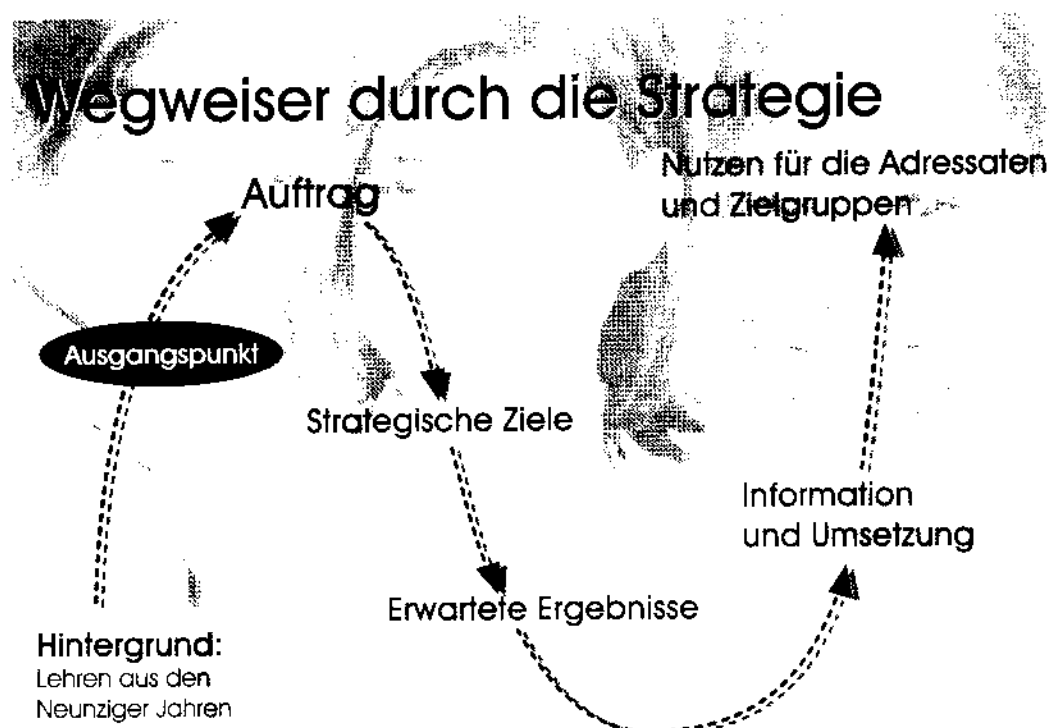 Wegweiser durch die Strategie
Nutzen für die Adressaten
und Zielgruppen
Auftrag
Ausgangspunkt
Strategische Ziele
Information
und Umsetzung
Erwartete Ergebnisse
Hintergrund:
Lehren aus den
Neunziger Jahren